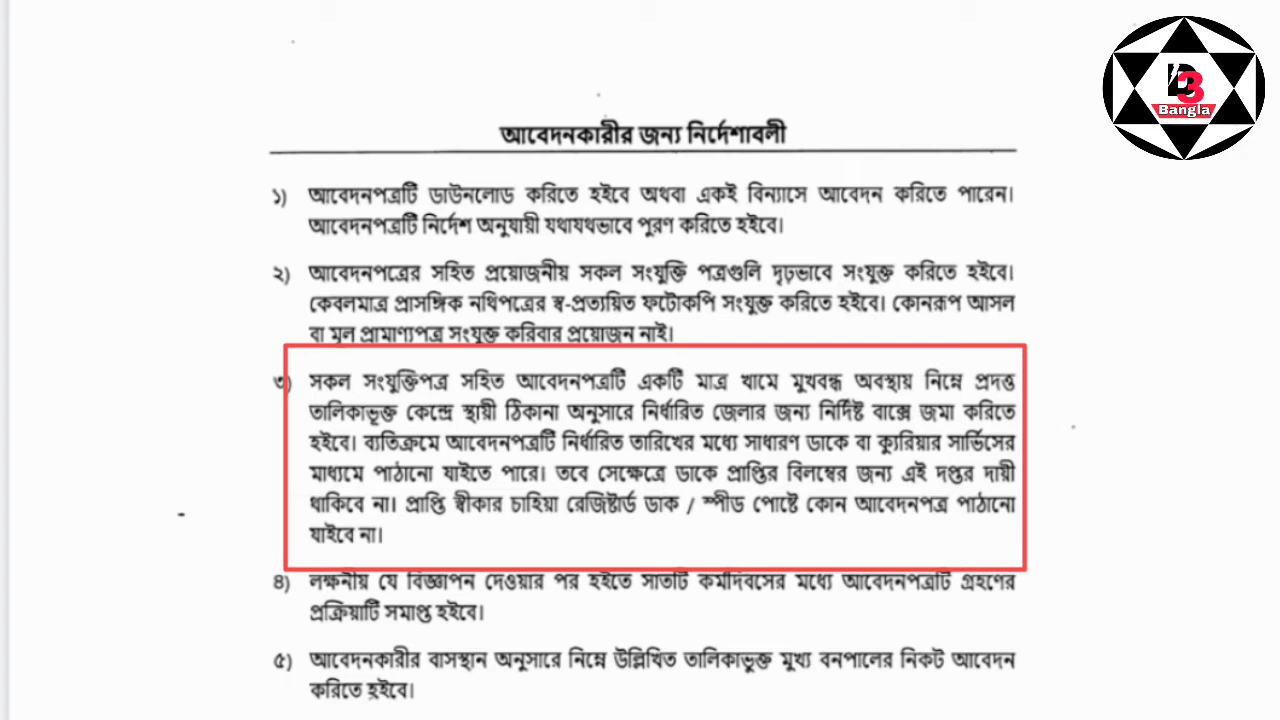 B3
Bangla
আবেদনকারীর জন্য নির্দেশাবলী
১) আবেদনপত্রটি ডাউনলোড করিতে হইবে অথবা একই বিন্যাসে আবেদন করিতে পারেন।
আবেদনপত্রটি নির্দেশ অনুযায়ী যথাযথভাবে পুরণ করিতে হইবে।
২) আবেদনপত্রের সহিত প্রয়োজনীয় সকল সংযুক্তি পত্রগুলি দৃঢ়ভাবে সংযুক্ত করিতে হইবে।
কেবলমাত্র প্রাসঙ্গিক নথিপত্রের স্ব-প্রত্যয়িত ফটোকপি সংযুক্ত করিতে হইবে। কোনরূপ আসল
বা মূল প্রামাণ্যপত্র সংযুক্ত করিবার প্রয়োজন নাই।
৩) সকল সংযুক্তিপত্র সহিত আবেদনপত্রটি একটি মাত্র খামে মুখবন্ধ অবস্থায় নিম্নে প্রদত্ত
তালিকাভূক্ত কেন্দ্রে স্থায়ী ঠিকানা অনুসারে নির্ধারিত জেলার জন্য নির্দিষ্ট বাক্সে জমা করিতে
হইবে। ব্যতিক্রমে আবেদনপত্রটি নির্ধারিত তারিখের মধ্যে সাধারণ ডাকে বা ক্যুরিয়ার সার্ভিসের
মাধ্যমে পাঠানো যাইতে পারে। তবে সেক্ষেত্রে ডাকে প্রাপ্তির বিলম্বের জন্য এই দপ্তর দায়ী
থাকিবে না। প্রাপ্তি স্বীকার চাহিয়া রেজিষ্টার্ড ডাক / স্পীড পোষ্টে কোন আবেদনপত্র পাঠানো
যাইবে না।
৪) লক্ষনীয় যে বিজ্ঞাপন দেওয়ার পর হইতে সাতটি কর্মদিবসের মধ্যে আবেদনপত্রটি গ্রহণের
প্রক্রিয়াটি সমাপ্ত হইবে।
৫) আবেদনকারীর বাসস্থান অনুসারে নিম্নে উল্লিখিত তালিকাভুক্ত মুখ্য বনপালের নিকট আবেদন
করিতে হইবে।